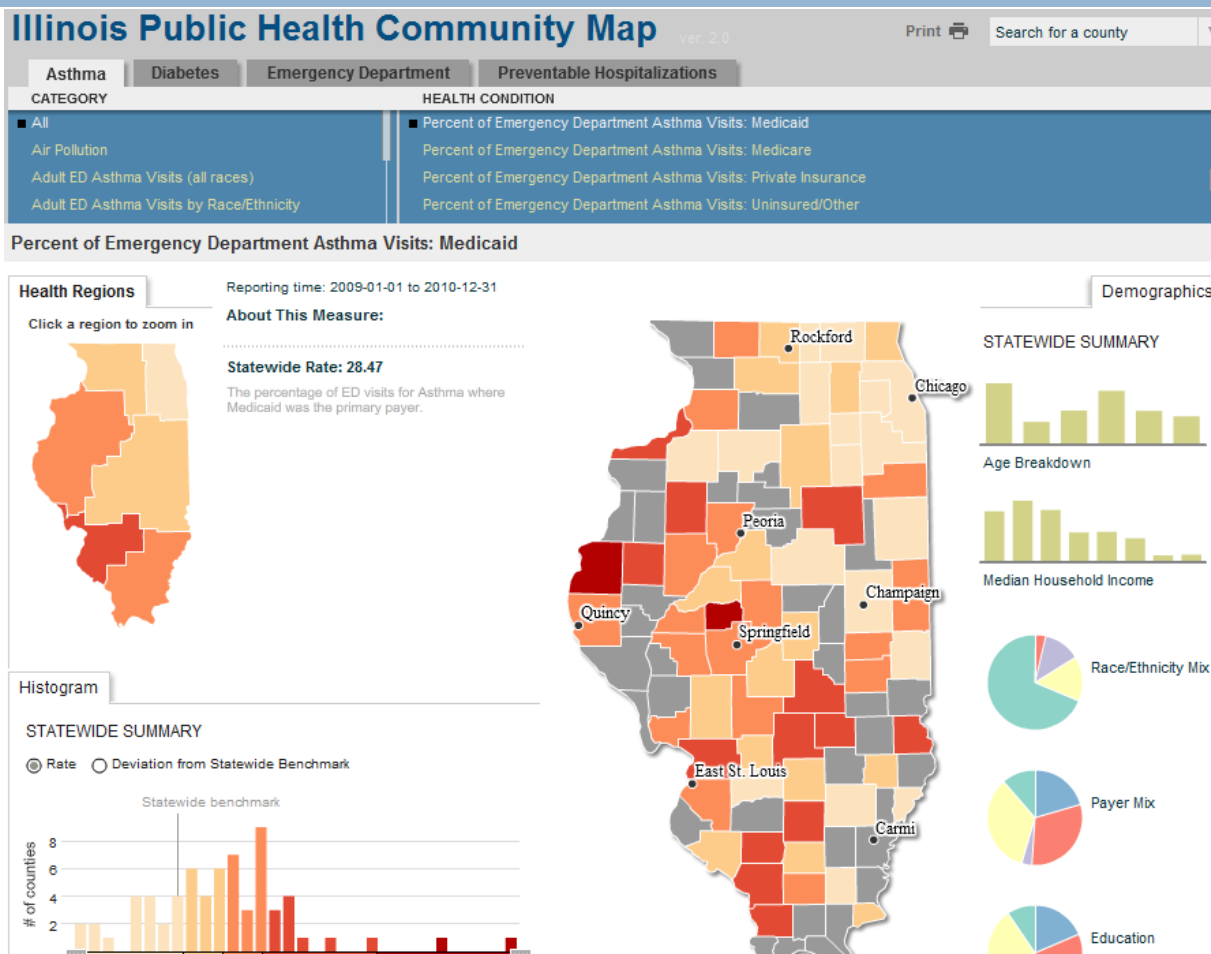 Illinois Public Health Community Map ver. 2.0
Print
Search for a county
Asthma
Diabetes
Emergency Department
Preventable Hospitalizations
CATEGORY
HEALTH CONDITION
All
Percent of Emergency Department Asthma Visits: Medicaid
Air Pollution
Percent of Emergency Department Asthma Visits: Medicare
Adult ED Asthma Visits (all races)
Percent of Emergency Department Asthma Visits: Private Insurance
Adult ED Asthma Visits by Race/Ethnicity
Percent of Emergency Department Asthma Visits: Uninsured/Other
Percent of Emergency Department Asthma Visits: Medicaid
Health Regions
Click a region to zoom in
Reporting time: 2009-01-01 to 2010-12-31
About This Measure:
Statewide Rate: 28.47
The percentage of ED visits for Asthma where
Medicaid was the primary payer.
Rockford
Chicago
Peoria
Champaign
Quincy
Springfield
East St. Louis
Carmi
Demographics
STATEWIDE SUMMARY
Age Breakdown
Median Household Income
Race/Ethnicity Mix
Payer Mix
Education
Histogram
STATEWIDE SUMMARY
Rate
Deviation from Statewide Benchmark
Statewide benchmark
# of counties
8
6
4
2